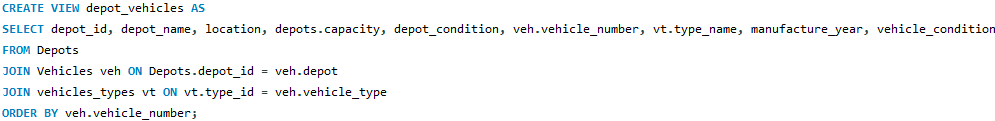 CREATE VIEW depot_vehicles AS
SELECT depot_id, depot_name, location, depots.capacity, depot_condition, veh.vehicle_number, vt.type_name, manufacture_year, vehicle_condition
FROM Depots
JOIN Vehicles veh ON Depots.depot_id = veh.depot
JOIN vehicles_types vt ON vt.type_id = veh.vehicle_type
ORDER BY veh.vehicle_number;